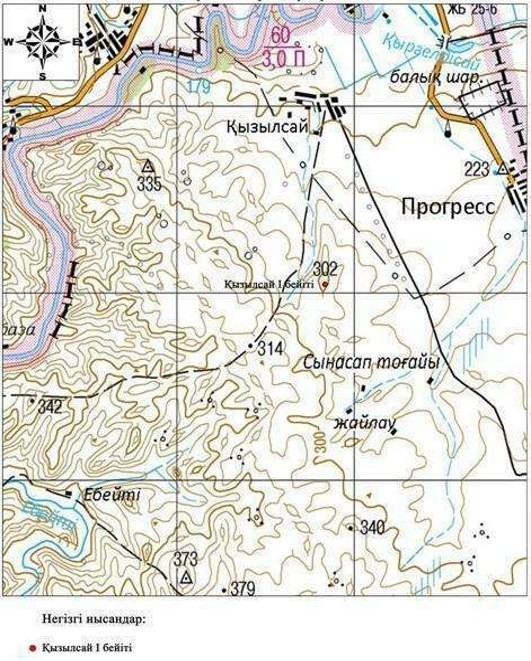 N
W E
S
ЖБ 25-6
60
3,0 П
балық шар.
179
Қызылсай
335
223
Прогресс
302
Қызылсай I бейіті
база
314
Сынасап тоғайы
342
жайлау
300
Ебейті
340
373
379
Негізгі нысандар:
Қызылсай I бейіті